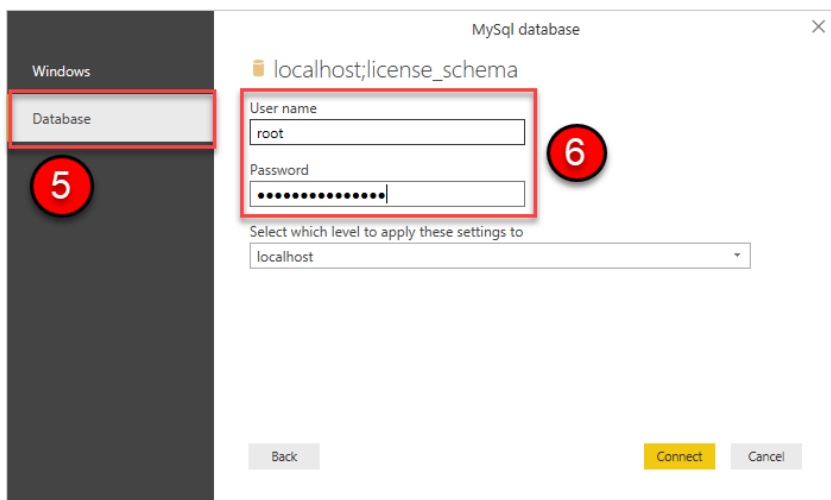 MySql database
Windows
localhost;license_schema
Database
User name
root
5
6
Password
●●●●●●●●●●●●●●●
Select which level to apply these settings to
localhost
Back
Connect
Cancel